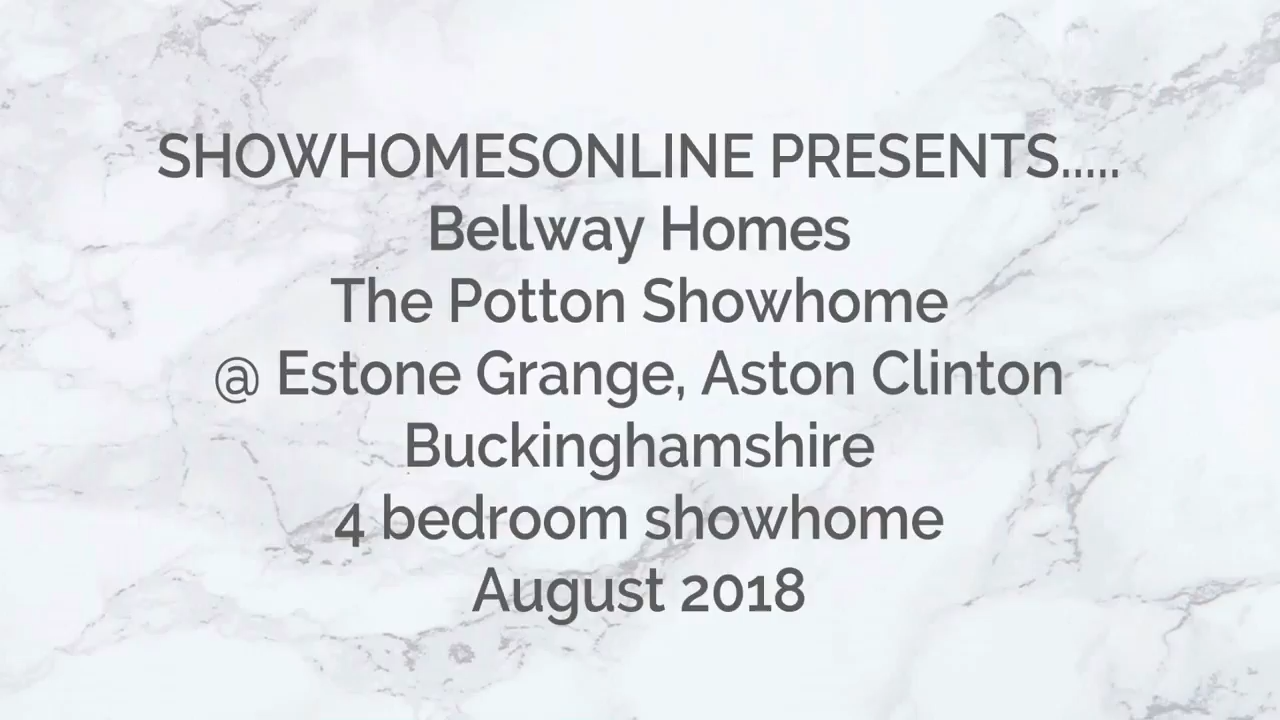 SHOWHOMESONLINE PRESENTS.....
Bellway Homes
The Potton Showhome
@ Estone Grange, Aston Clinton
Buckinghamshire
4 bedroom showhome
August 2018